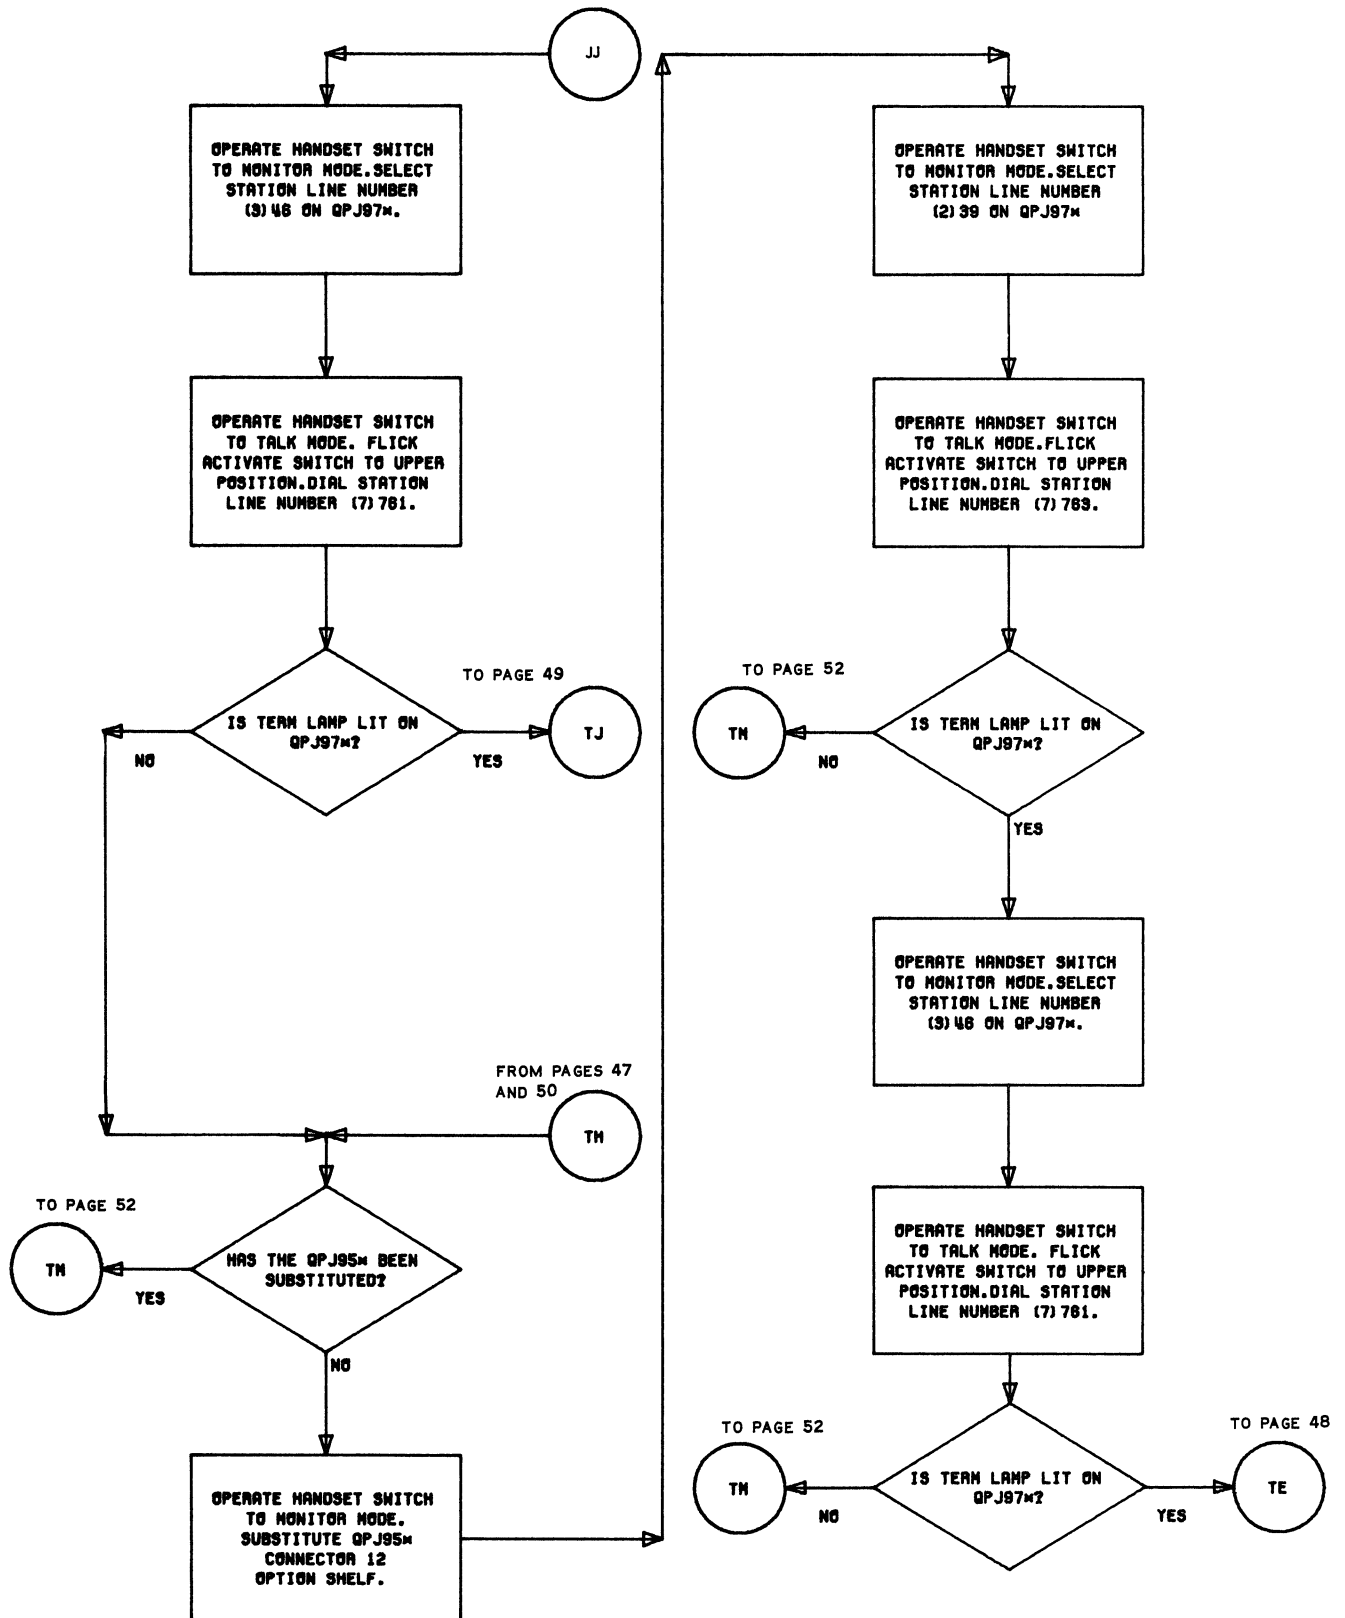 JJ
OPERATE HANDSET SWITCH
TO MONITOR MODE.SELECT
STATION LINE NUMBER
(3)46 ON QPJ97*.
OPERATE HANDSET SWITCH
TO TALK MODE. FLICK
ACTIVATE SWITCH TO UPPER
POSITION.DIAL STATION
LINE NUMBER (7)761.
IS TERM LAMP LIT ON
QPJ97*?
NO
YES
TO PAGE 49
TJ
FROM PAGES 47
AND 50
TM
HAS THE QPJ95* BEEN
SUBSTITUTED?
TO PAGE 52
TN
YES
NO
OPERATE HANDSET SWITCH
TO MONITOR MODE.
SUBSTITUTE QPJ95*
CONNECTOR 12
OPTION SHELF.
OPERATE HANDSET SWITCH
TO MONITOR MODE.SELECT
STATION LINE NUMBER
(2)39 ON QPJ97*
OPERATE HANDSET SWITCH
TO TALK MODE.FLICK
ACTIVATE SWITCH TO UPPER
POSITION.DIAL STATION
LINE NUMBER (7)763.
TO PAGE 52
TN
NO
IS TERM LAMP LIT ON
QPJ97*?
YES
OPERATE HANDSET SWITCH
TO MONITOR MODE.SELECT
STATION LINE NUMBER
(3)46 ON QPJ97*.
OPERATE HANDSET SWITCH
TO TALK MODE. FLICK
ACTIVATE SWITCH TO UPPER
POSITION.DIAL STATION
LINE NUMBER (7)761.
TO PAGE 52
TN
NO
IS TERM LAMP LIT ON
QPJ97*?
YES
TO PAGE 48
TE